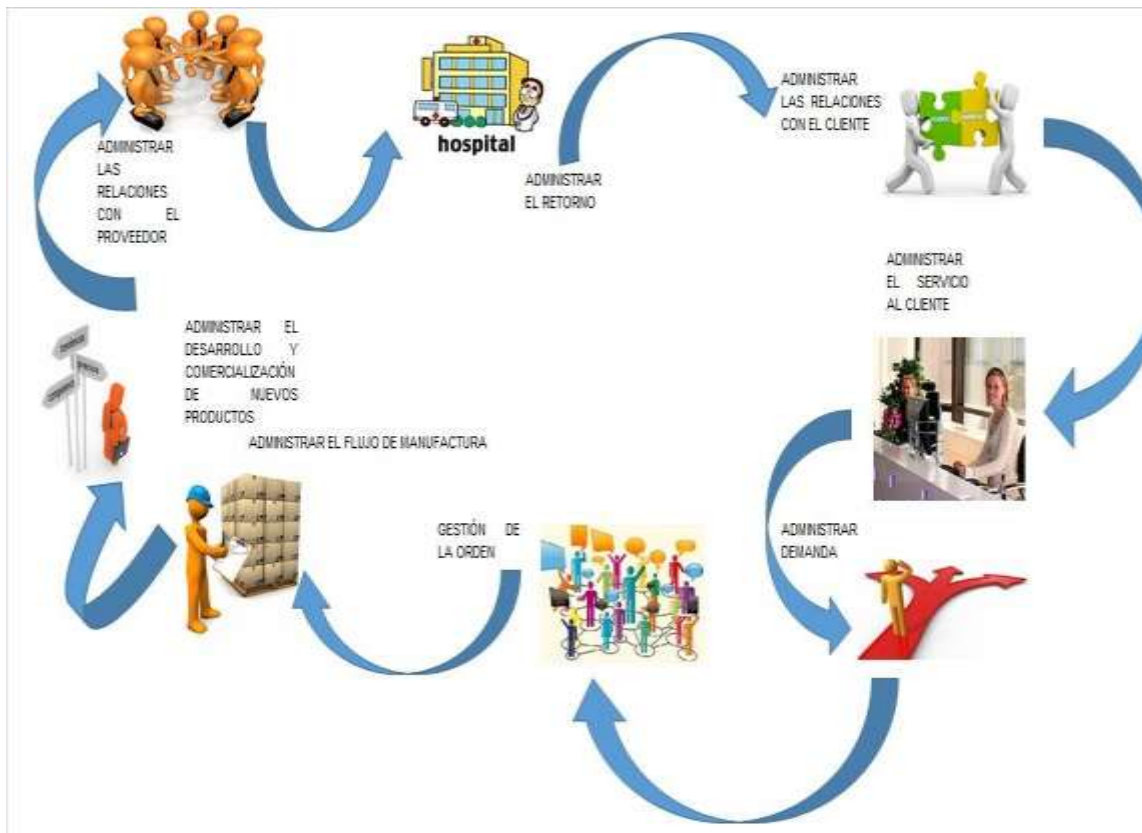 ADMINISTRAR
LAS
RELACIONES
CON EL
PROVEEDOR
hospital
ADMINISTRAR
EL RETORNO
ADMINISTRAR
LAS RELACIONES
CON EL CLIENTE
ADMINISTRAR
EL SERVICIO
AL CLIENTE
ADMINISTRAR
DEMANDA
GESTIÓN DE
LA ORDEN
ADMINISTRAR EL FLUJO DE MANUFACTURA
ADMINISTRAR EL
DESARROLLO Y
COMERCIALIZACIÓN
DE NUEVOS
PRODUCTOS